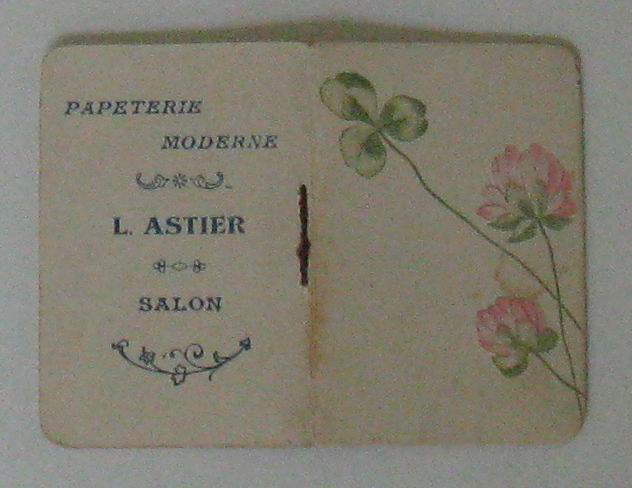 PAPETERIE
MODERNE
L. ASTIER
SALON